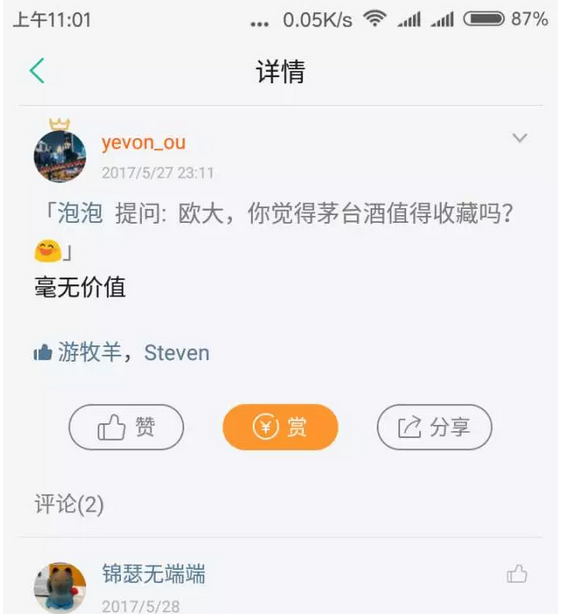 上午11:01 ... 0.05K/s 87%
详情
yevon_ou
2017/5/27 23:11
「泡泡 提问: 欧大，你觉得茅台酒值得收藏吗?
😄」
毫无价值
游牧羊，Steven
赞 赏 分享
评论(2)
锦瑟无端端
2017/5/28